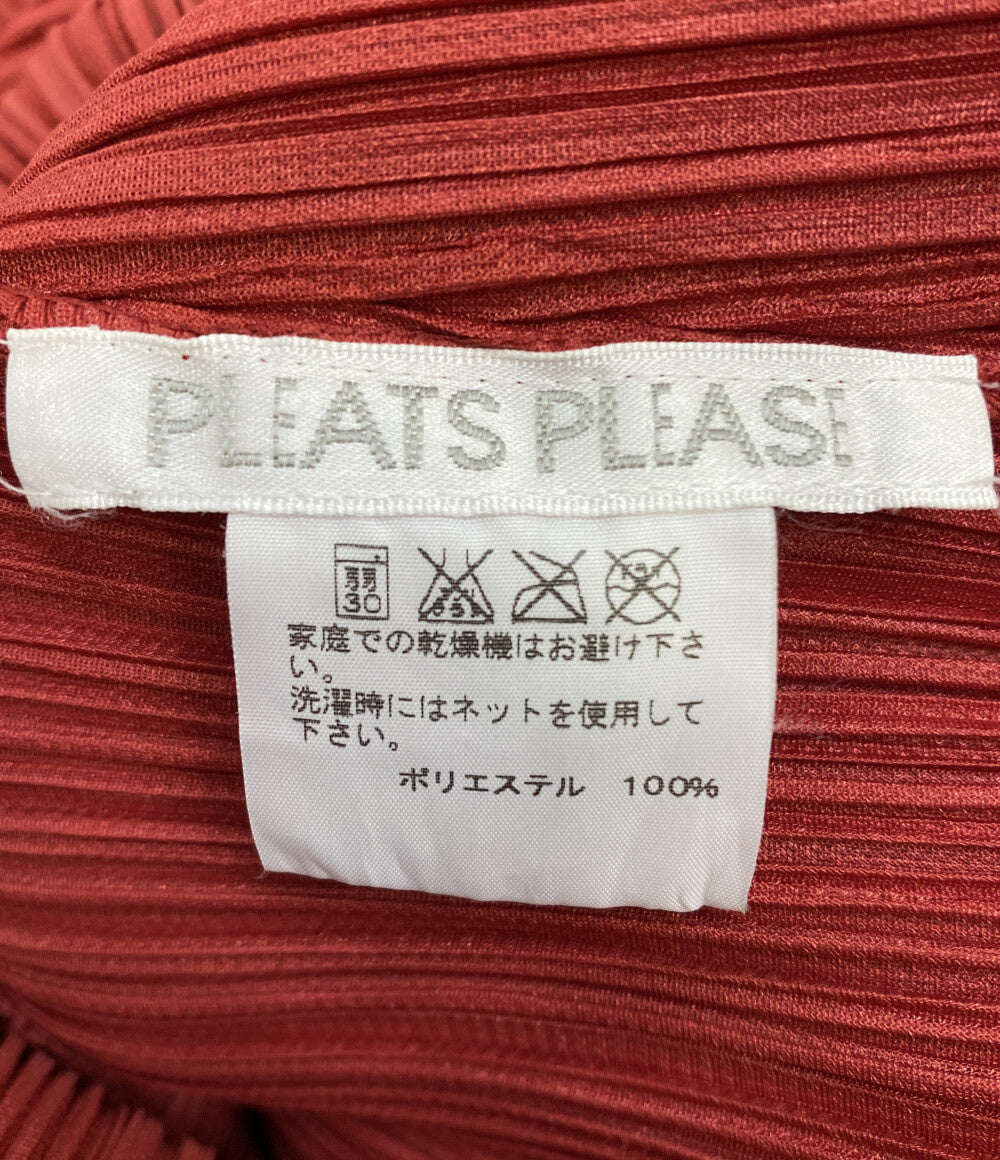 PLEATS PLEASE
弱
30
家庭での乾燥機はお避け下さ
い。
洗濯時にはネットを使用して
下さい。
ポリエステル 100%